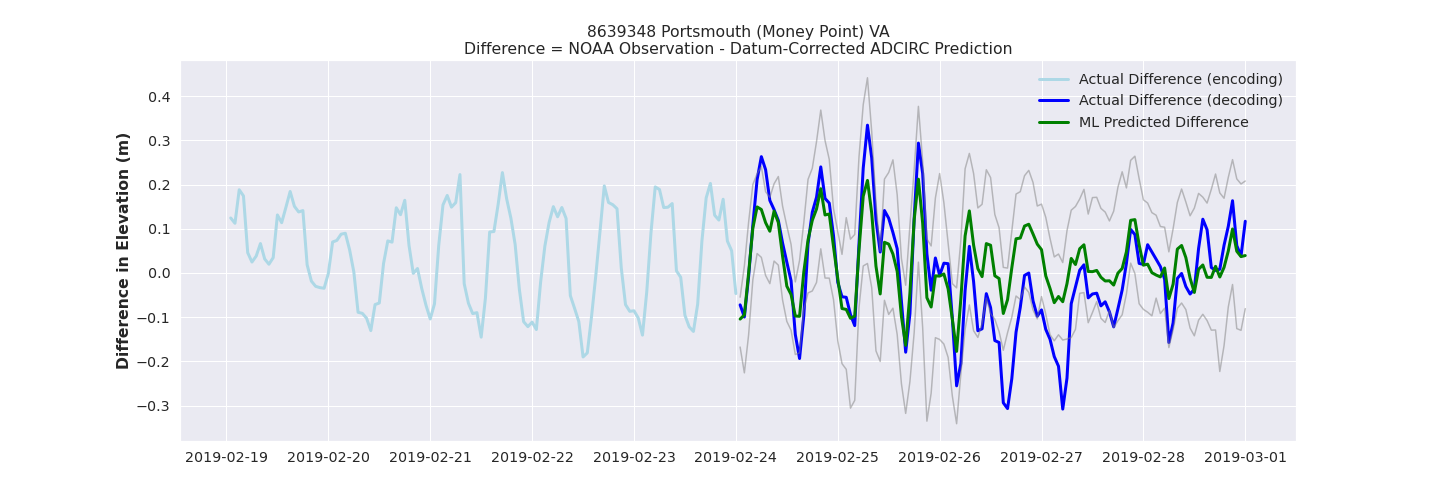 8639348 Portsmouth (Money Point) VA
Difference = NOAA Observation - Datum-Corrected ADCIRC Prediction
Actual Difference (encoding)
Actual Difference (decoding)
ML Predicted Difference
Difference in Elevation (m)
0.4
0.3
0.2
0.1
0.0
−0.1
−0.2
−0.3
2019-02-19 2019-02-20 2019-02-21 2019-02-22 2019-02-23 2019-02-24 2019-02-25 2019-02-26 2019-02-27 2019-02-28 2019-03-01